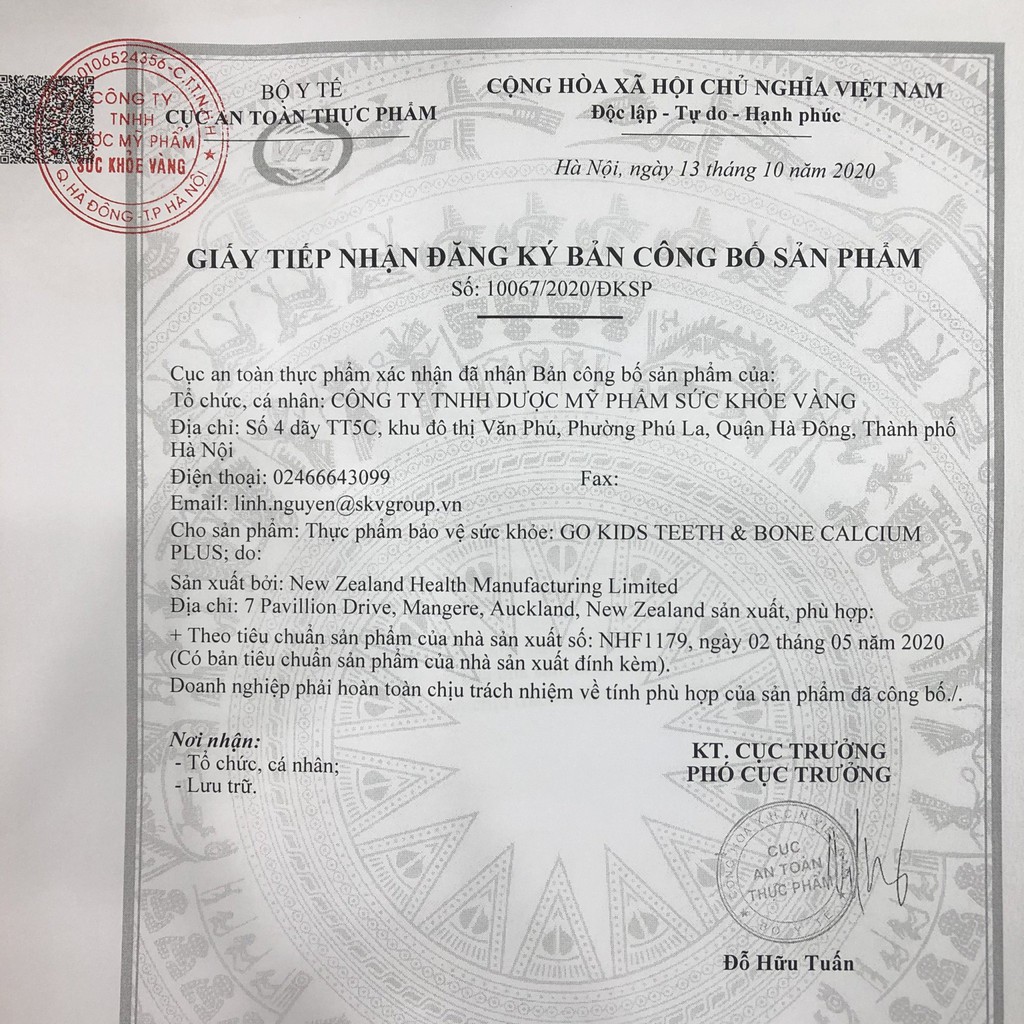 0106524356-C.T.T.N.H.H
CÔNG TY
TNHH
DƯỢC MỸ PHẨM
SỨC KHỎE VÀNG
Q.HÀ ĐÔNG-T.P HÀ NỘI
BỘ Y TẾ
CỤC AN TOÀN THỰC PHẨM
VFA
CỘNG HÒA XÃ HỘI CHỦ NGHĨA VIỆT NAM
Độc lập - Tự do - Hạnh phúc
Hà Nội, ngày 13 tháng 10 năm 2020
GIẤY TIẾP NHẬN ĐĂNG KÝ BẢN CÔNG BỐ SẢN PHẨM
Số: 10067/2020/ĐKSP
Cục an toàn thực phẩm xác nhận đã nhận Bản công bố sản phẩm của:
Tổ chức, cá nhân: CÔNG TY TNHH DƯỢC MỸ PHẨM SỨC KHỎE VÀNG
Địa chỉ: Số 4 dãy TT5C, khu đô thị Văn Phú, Phường Phú La, Quận Hà Đông, Thành phố
Hà Nội
Điện thoại: 02466643099 Fax:
Email: linh.nguyen@skvgroup.vn
Cho sản phẩm: Thực phẩm bảo vệ sức khỏe: GO KIDS TEETH & BONE CALCIUM
PLUS; do:
Sản xuất bởi: New Zealand Health Manufacturing Limited
Địa chỉ: 7 Pavillion Drive, Mangere, Auckland, New Zealand sản xuất, phù hợp:
+ Theo tiêu chuẩn sản phẩm của nhà sản xuất số: NHF1179, ngày 02 tháng 05 năm 2020
(Có bản tiêu chuẩn sản phẩm của nhà sản xuất đính kèm).
Doanh nghiệp phải hoàn toàn chịu trách nhiệm về tính phù hợp của sản phẩm đã công bố./.
Nơi nhận:
- Tổ chức, cá nhân;
- Lưu trữ.
KT. CỤC TRƯỞNG
PHÓ CỤC TRƯỞNG
CỘNG HÒA X.H.C.N VIỆT NAM
CỤC
AN TOÀN
THỰC PHẨM
BỘ Y TẾ
Đỗ Hữu Tuấn